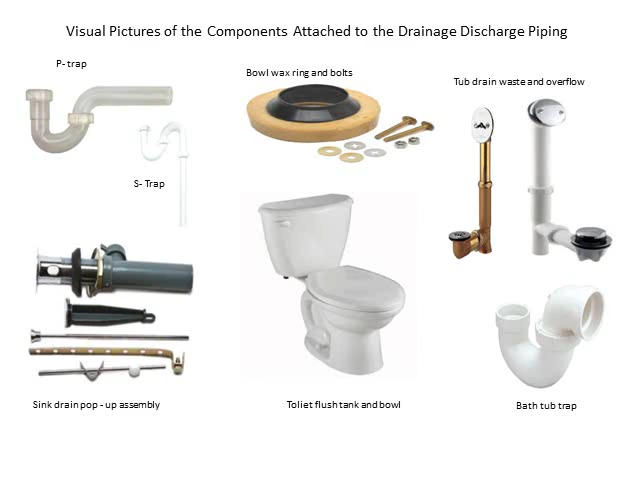 Visual Pictures of the Components Attached to the Drainage Discharge Piping
P- trap
Bowl wax ring and bolts
Tub drain waste and overflow
S- Trap
Sink drain pop - up assembly
Toliet flush tank and bowl
Bath tub trap